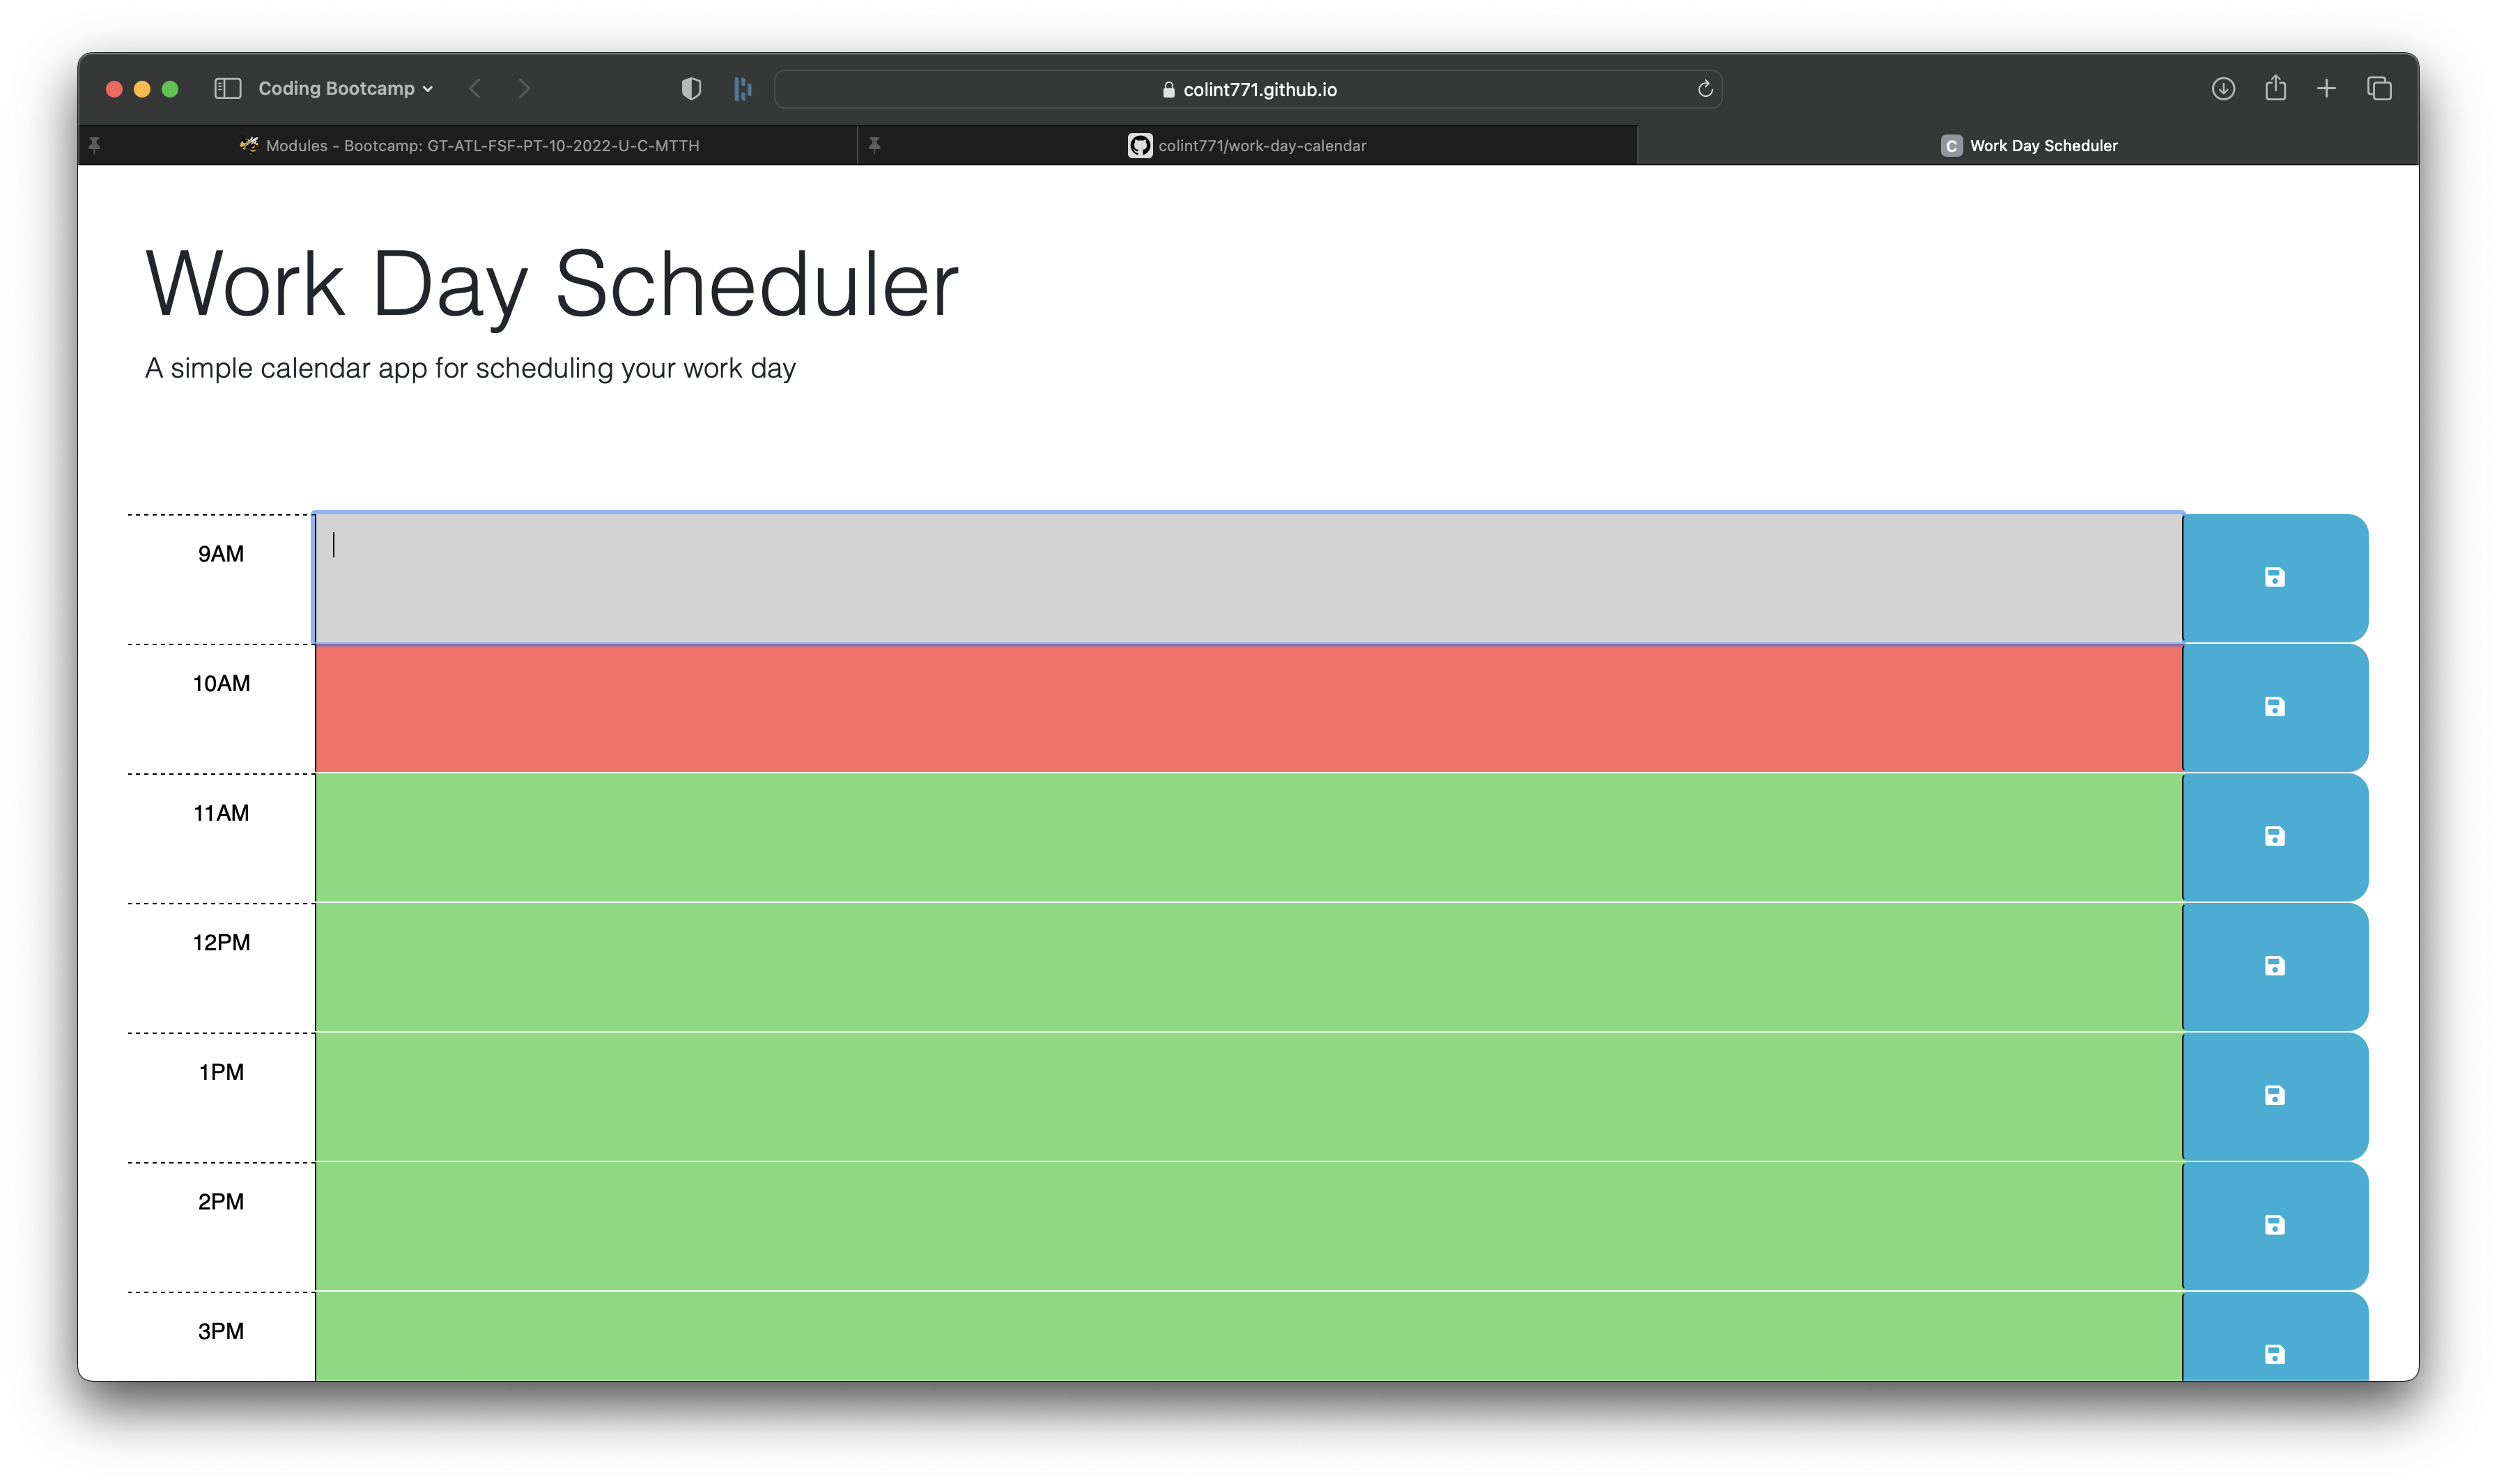 Coding Bootcamp
colint771.github.io
Modules - Bootcamp: GT-ATL-FSF-PT-10-2022-U-C-MTTH
colint771/work-day-calendar
C Work Day Scheduler
Work Day Scheduler
A simple calendar app for scheduling your work day
9AM
10AM
11AM
12PM
1PM
2PM
3PM